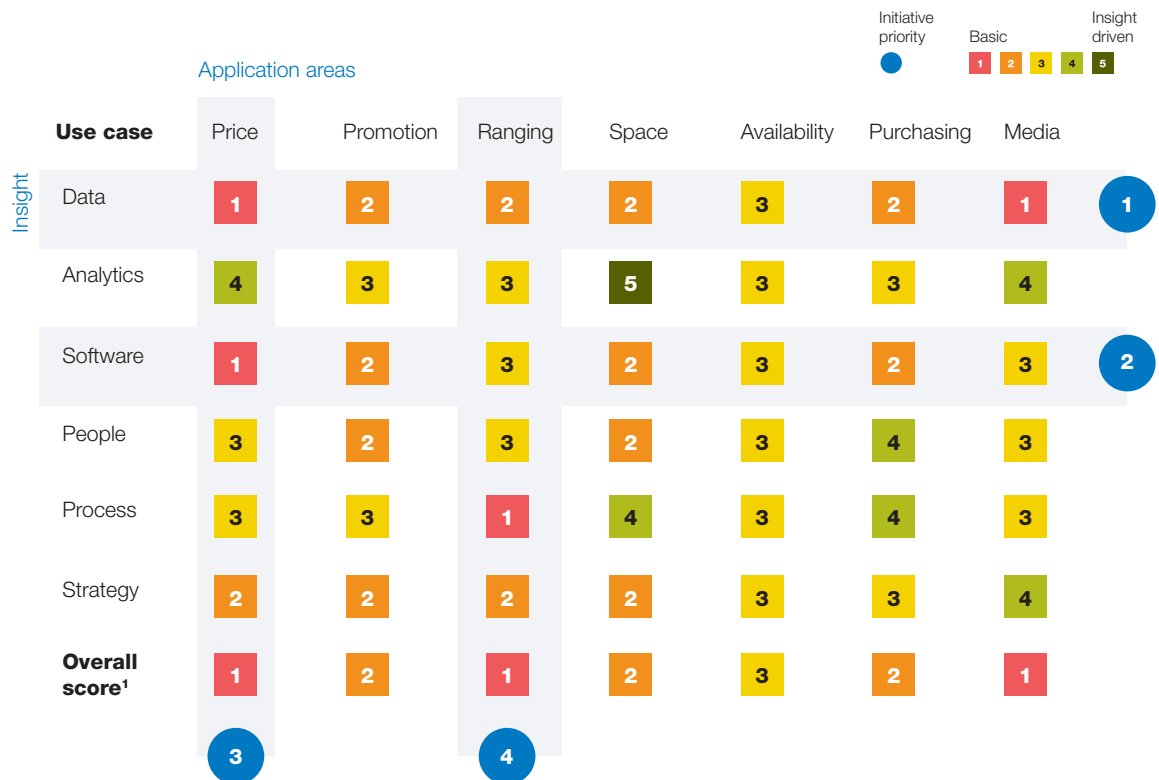 Initiative
priority
Basic
Insight
driven
1 2 3 4 5
Application areas
Use case Price Promotion Ranging Space Availability Purchasing Media
Insight
Data 1 2 2 2 3 2 1 1
Analytics 4 3 3 5 3 3 4
Software 1 2 3 2 3 2 3 2
People 3 2 3 2 3 4 3
Process 3 3 1 4 3 4 3
Strategy 2 2 2 2 3 3 4
Overall
score¹ 1 2 1 2 3 2 1
3 4